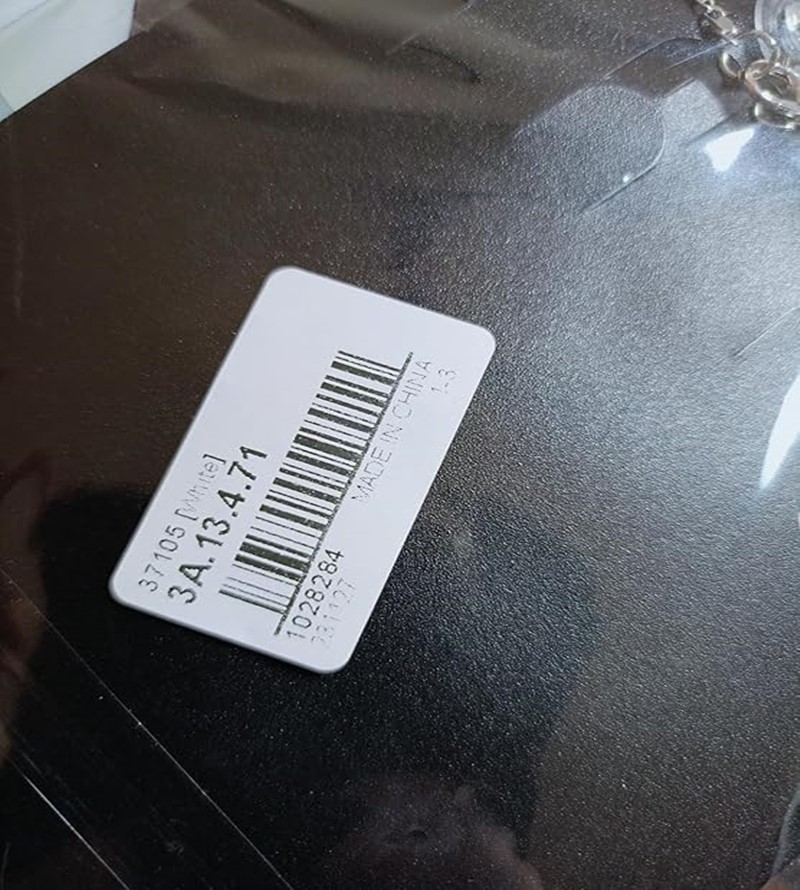 37105 [White]
3A.13.4.71
1028284
231127
MADE IN CHINA
1-3